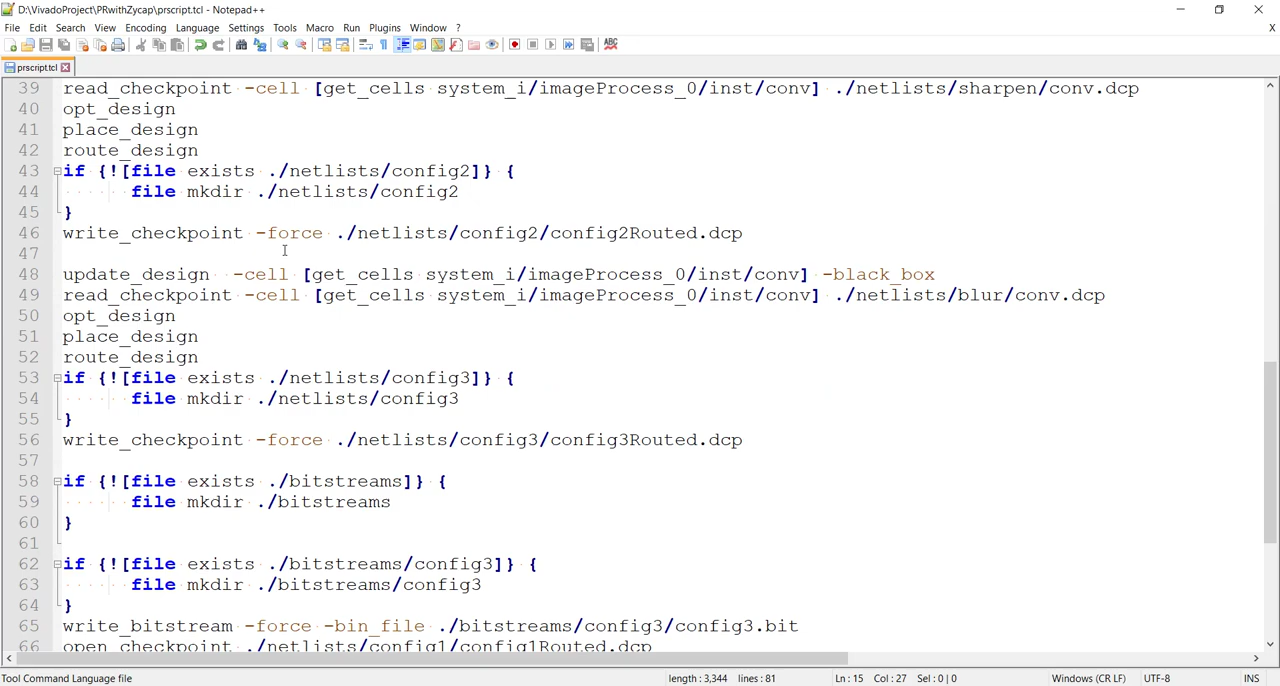 D:\VivadoProject\PRwithZycap\prscript.tcl - Notepad++
File Edit Search View Encoding Language Settings Tools Macro Run Plugins Window ? X
prscript.tcl
39 read_checkpoint -cell [get_cells system_i/imageProcess_0/inst/conv] ./netlists/sharpen/conv.dcp
40 opt_design
41 place_design
42 route_design
43 if {![file exists ./netlists/config2]} {
44 file mkdir ./netlists/config2
45 }
46 write_checkpoint -force ./netlists/config2/config2Routed.dcp
47
48 update_design -cell [get_cells system_i/imageProcess_0/inst/conv] -black_box
49 read_checkpoint -cell [get_cells system_i/imageProcess_0/inst/conv] ./netlists/blur/conv.dcp
50 opt_design
51 place_design
52 route_design
53 if {![file exists ./netlists/config3]} {
54 file mkdir ./netlists/config3
55 }
56 write_checkpoint -force ./netlists/config3/config3Routed.dcp
57
58 if {![file exists ./bitstreams]} {
59 file mkdir ./bitstreams
60 }
61
62 if {![file exists ./bitstreams/config3]} {
63 file mkdir ./bitstreams/config3
64 }
65 write_bitstream -force -bin_file ./bitstreams/config3/config3.bit
66 open_checkpoint ./netlists/config1/config1Routed.dcp
Tool Command Language file length : 3,344 lines : 81 Ln : 15 Col : 27 Sel : 0 | 0 Windows (CR LF) UTF-8 INS